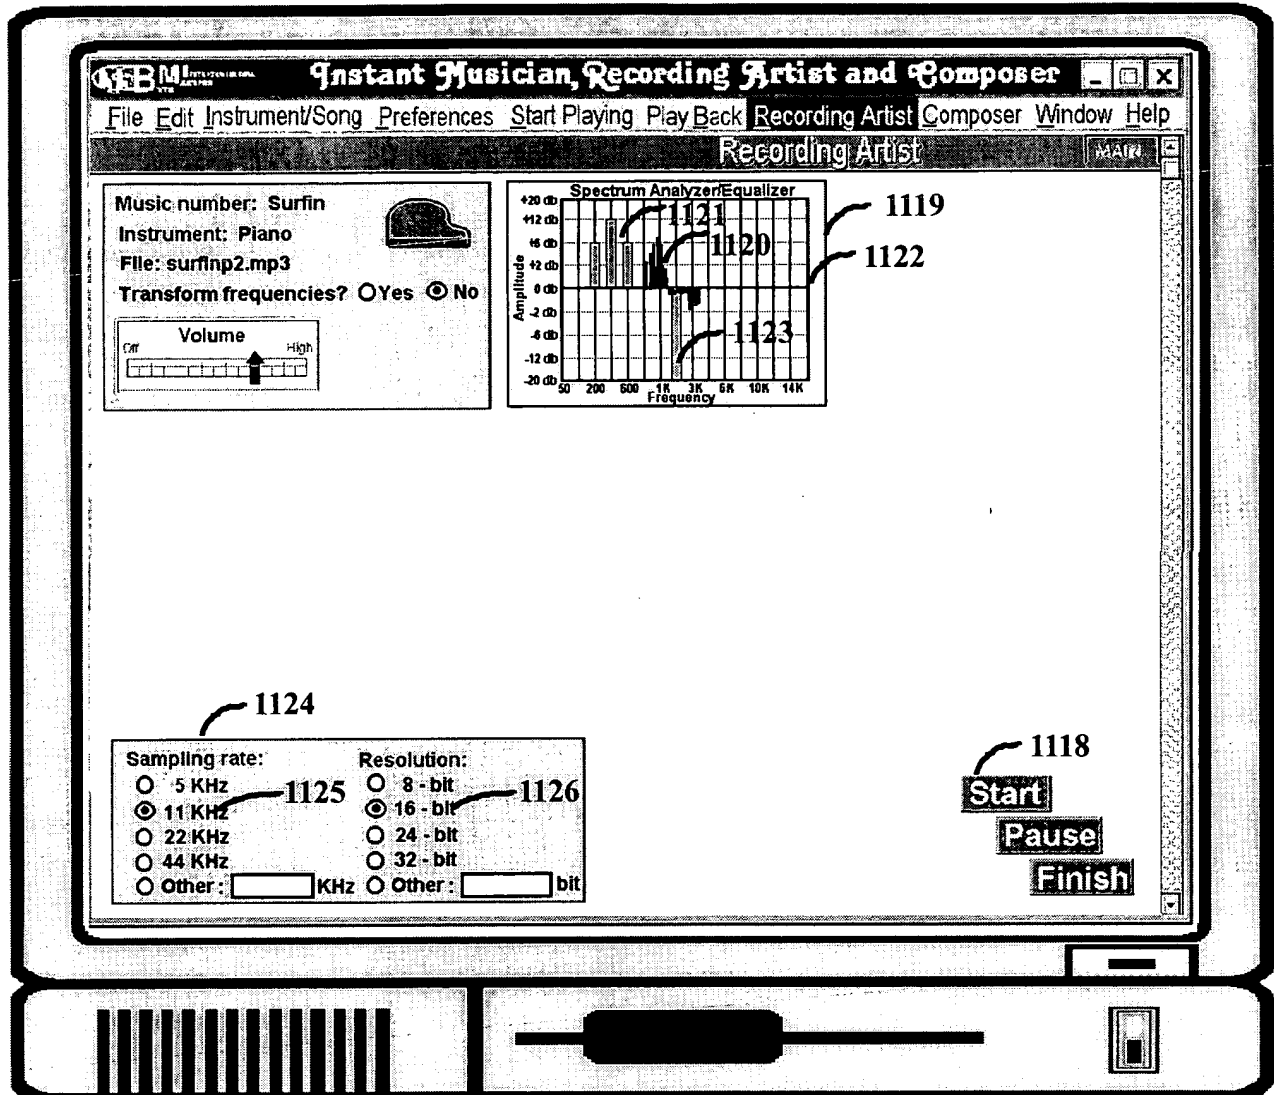 Instant Musician, Recording Artist and Composer
File Edit Instrument/Song Preferences Start Playing Play Back Recording Artist Composer Window Help
Recording Artist MAIN
Music number: Surfin
Instrument: Piano
File: surfinp2.mp3
Transform frequencies? Yes No
Volume
Off High
Spectrum Analyzer/Equalizer
+20 db
+12 db
+6 db
+2 db
0 db
-2 db
-6 db
-12 db
-20 db
Amplitude
50 200 600 1K 3K 6K 10K 14K
Frequency
1121
1120
1123
1119
1122
1124
Sampling rate: Resolution:
5 KHz 8 - bit
11 KHz 1125 16 - bit 1126
22 KHz 24 - bit
44 KHz 32 - bit
Other: KHz Other: bit
1118
Start
Pause
Finish